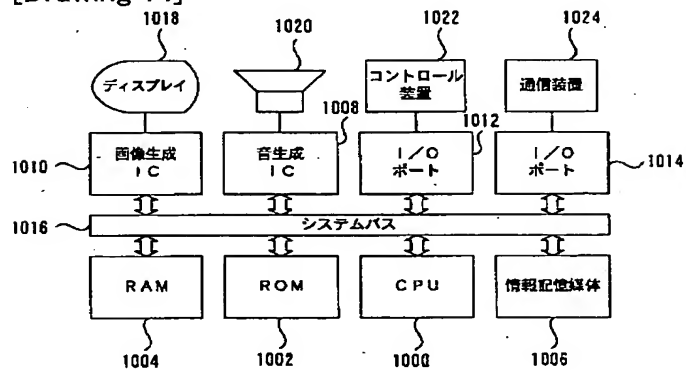 1018
1020
1022
1024
ディスプレイ
コントロール
装置
通信装置
1008
1012
1010
画像生成
IC
音生成
IC
I/O
ポート
I/O
ポート
1014
1016
システムバス
RAM
ROM
CPU
情報記憶媒体
1004
1002
1000
1006